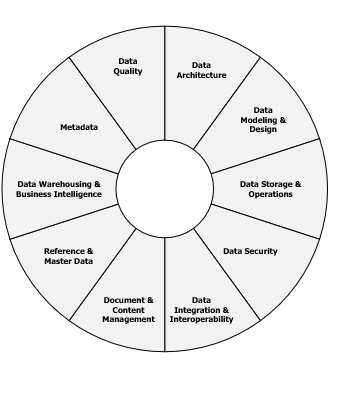 Data
Quality
Data
Architecture
Data
Modeling &
Design
Data Storage &
Operations
Data Security
Data
Integration &
Interoperability
Document &
Content
Management
Reference &
Master Data
Data Warehousing &
Business Intelligence
Metadata